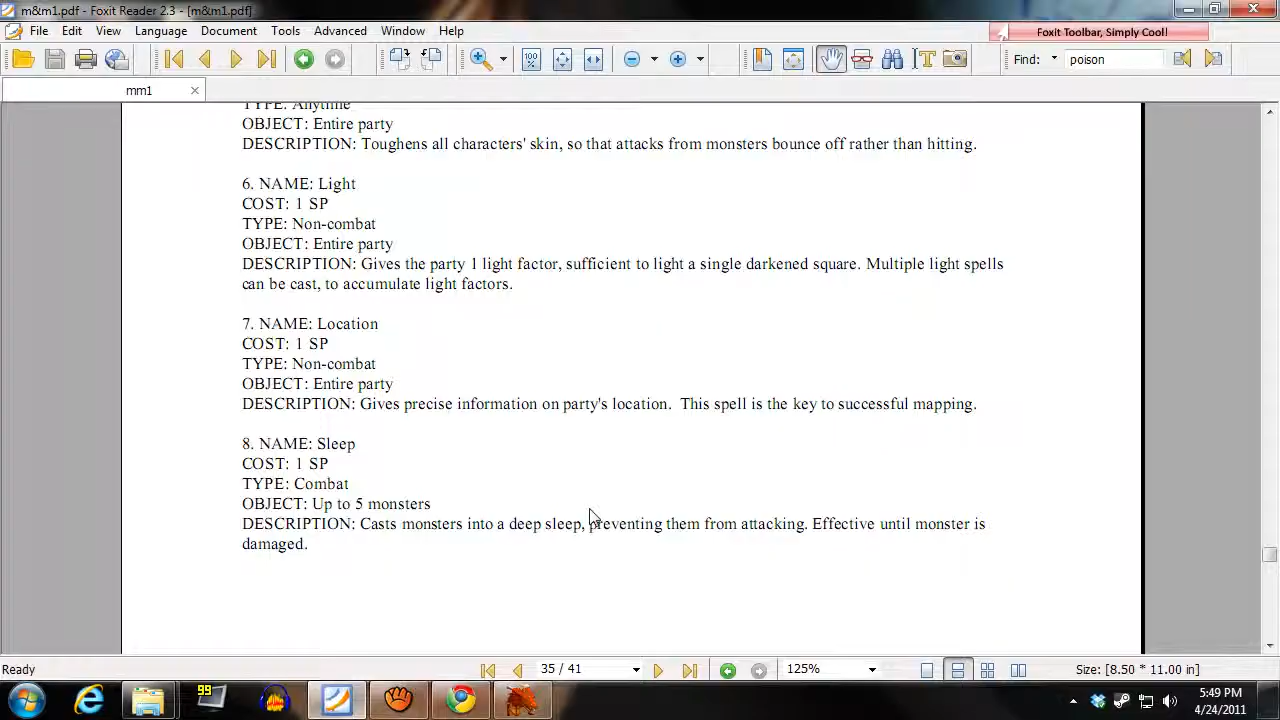 m&m1.pdf - Foxit Reader 2.3 - [m&m1.pdf]
File Edit View Language Document Tools Advanced Window Help
Foxit Toolbar, Simply Cool!
Find: poison
mm1
TYPE: Anytime
OBJECT: Entire party
DESCRIPTION: Toughens all characters' skin, so that attacks from monsters bounce off rather than hitting.
6. NAME: Light
COST: 1 SP
TYPE: Non-combat
OBJECT: Entire party
DESCRIPTION: Gives the party 1 light factor, sufficient to light a single darkened square. Multiple light spells
can be cast, to accumulate light factors.
7. NAME: Location
COST: 1 SP
TYPE: Non-combat
OBJECT: Entire party
DESCRIPTION: Gives precise information on party's location. This spell is the key to successful mapping.
8. NAME: Sleep
COST: 1 SP
TYPE: Combat
OBJECT: Up to 5 monsters
DESCRIPTION: Casts monsters into a deep sleep, preventing them from attacking. Effective until monster is
damaged.
Ready
35 / 41
125%
Size: [8.50 * 11.00 in]
99
5:49 PM
4/24/2011